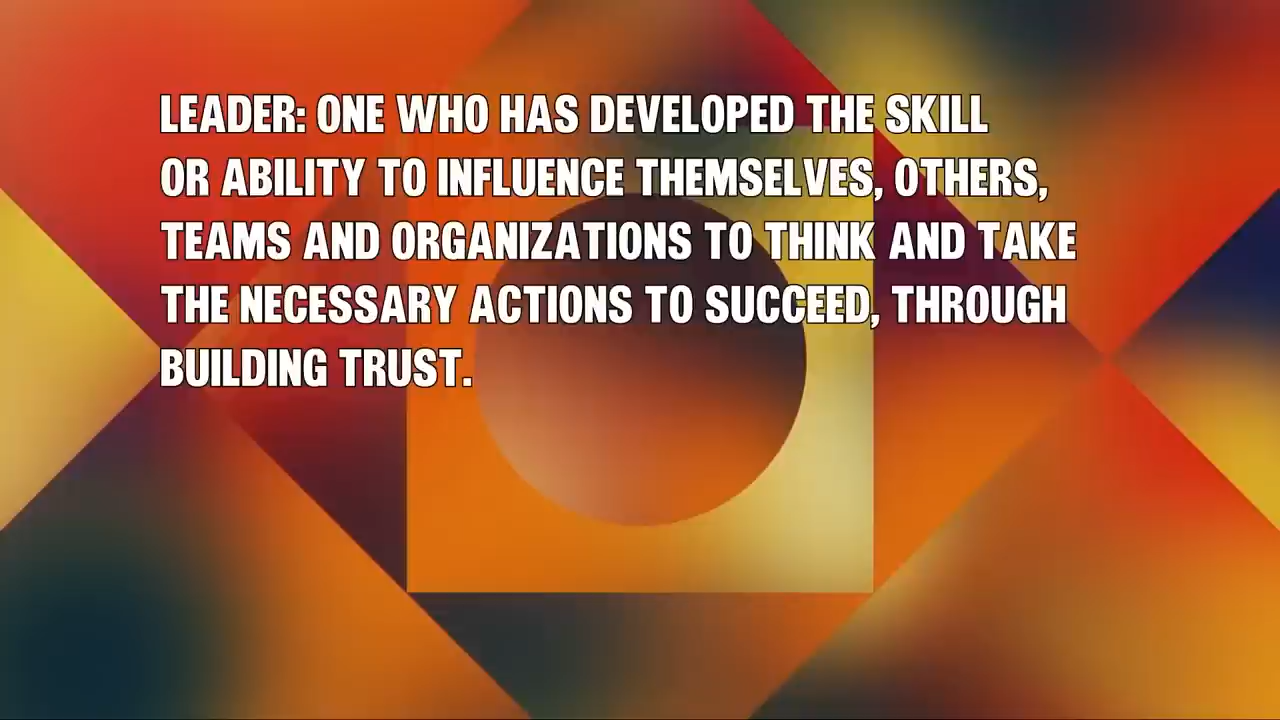 LEADER: ONE WHO HAS DEVELOPED THE SKILL
OR ABILITY TO INFLUENCE THEMSELVES, OTHERS,
TEAMS AND ORGANIZATIONS TO THINK AND TAKE
THE NECESSARY ACTIONS TO SUCCEED, THROUGH
BUILDING TRUST.